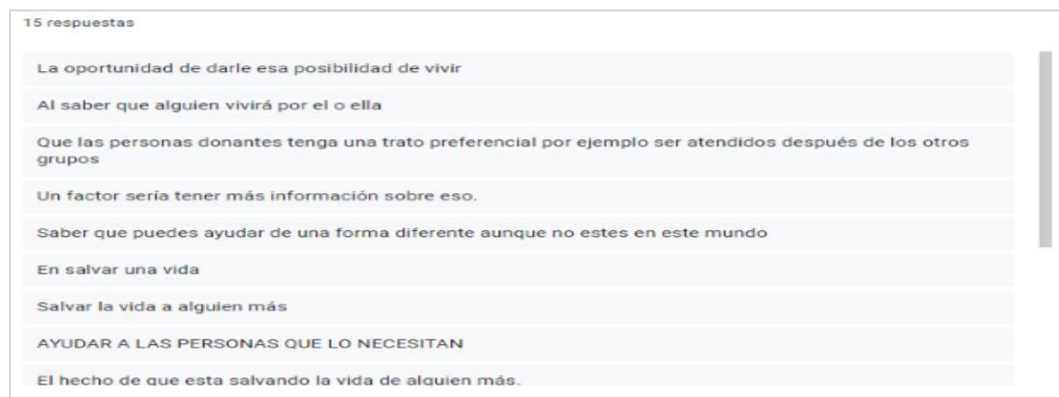 15 respuestas
La oportunidad de darle esa posibilidad de vivir
Al saber que alguien vivirá por el o ella
Que las personas donantes tenga una trato preferencial por ejemplo ser atendidos después de los otros
grupos
Un factor sería tener más información sobre eso.
Saber que puedes ayudar de una forma diferente aunque no estes en este mundo
En salvar una vida
Salvar la vida a alguien más
AYUDAR A LAS PERSONAS QUE LO NECESITAN
El hecho de que esta salvando la vida de alguien más.